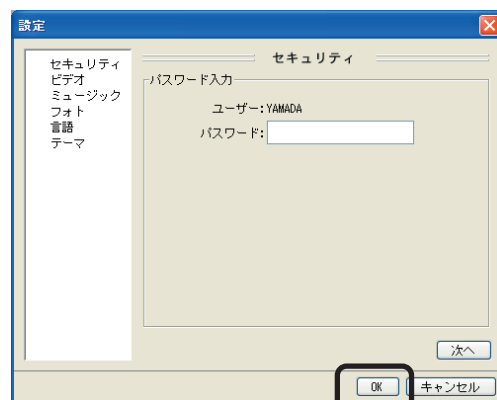 設定
セキュリティ
ビデオ
ミュージック
フォト
言語
テーマ
セキュリティ
パスワード入力
ユーザー:YAMADA
パスワード:
次へ
OK
キャンセル